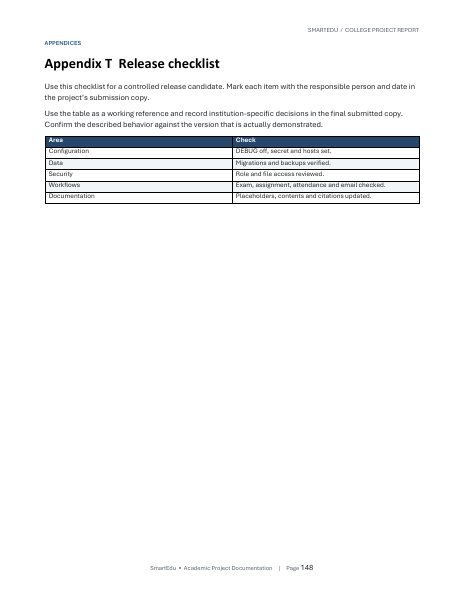 SMARTEDU / COLLEGE PROJECT REPORT
APPENDICES
Appendix T Release checklist
Use this checklist for a controlled release candidate. Mark each item with the responsible person and date in
the project's submission copy.
Use the table as a working reference and record institution-specific decisions in the final submitted copy.
Confirm the described behavior against the version that is actually demonstrated.
Area Check
Configuration DEBUG off, secret and hosts set.
Data Migrations and backups verified.
Security Role and file access reviewed.
Workflows Exam, assignment, attendance and email checked.
Documentation Placeholders, contents and citations updated.
SmartEdu • Academic Project Documentation | Page 148